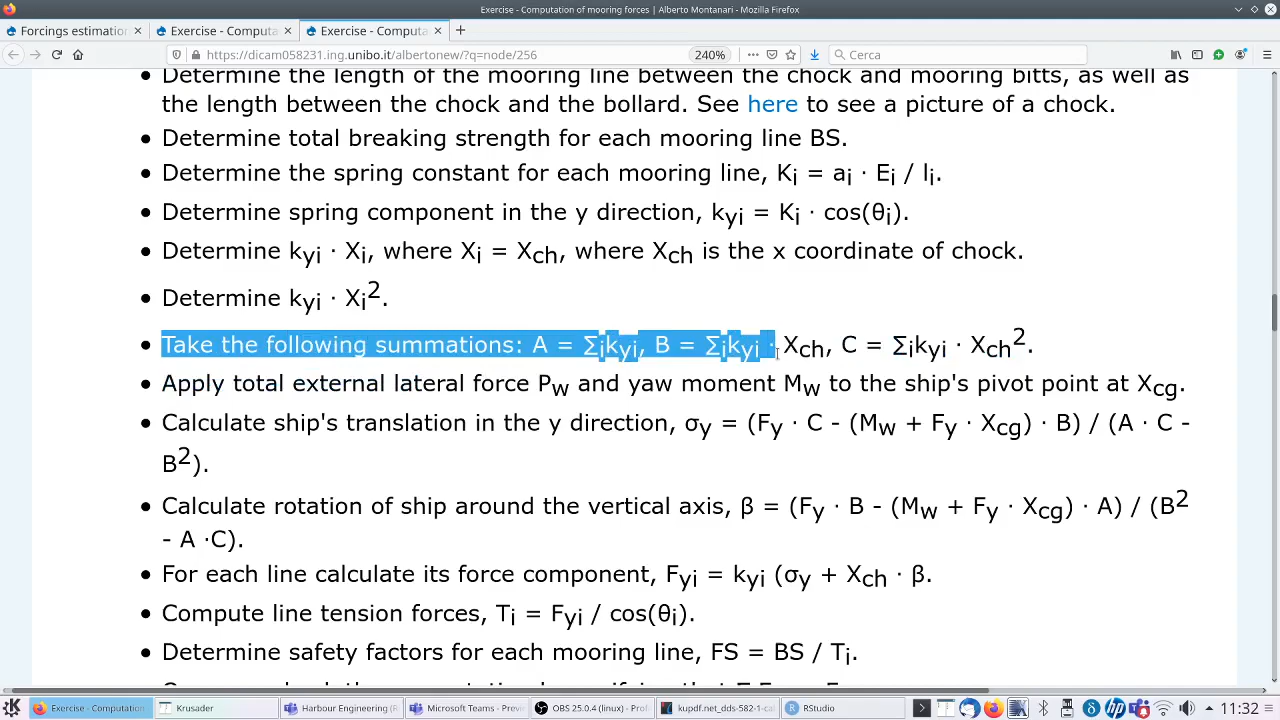 Exercise - Computation of mooring forces | Alberto Montanari - Mozilla Firefox
Forcings estimation
Exercise - Computa
Exercise - Computa
https://dicam058231.ing.unibo.it/albertonew/?q=node/256
240%
Cerca
• Determine the length of the mooring line between the chock and mooring bitts, as well as
the length between the chock and the bollard. See here to see a picture of a chock.
• Determine total breaking strength for each mooring line BS.
• Determine the spring constant for each mooring line, Ki = ai · Ei / li.
• Determine spring component in the y direction, kyi = Ki · cos(θi).
• Determine kyi · Xi, where Xi = Xch, where Xch is the x coordinate of chock.
• Determine kyi · Xi2.
• Take the following summations: A = ∑ikyi, B = ∑ikyi · Xch, C = ∑ikyi · Xch2.
• Apply total external lateral force Pw and yaw moment Mw to the ship's pivot point at Xcg.
• Calculate ship's translation in the y direction, σy = (Fy · C - (Mw + Fy · Xcg) · B) / (A · C -
B2).
• Calculate rotation of ship around the vertical axis, β = (Fy · B - (Mw + Fy · Xcg) · A) / (B2
- A ·C).
• For each line calculate its force component, Fyi = kyi (σy + Xch · β.
• Compute line tension forces, Ti = Fyi / cos(θi).
• Determine safety factors for each mooring line, FS = BS / Ti.
Exercise - Computation
Krusader
Harbour Engineering (R
Microsoft Teams - Previe
OBS 25.0.4 (linux) - Prof
kupdf.net_dds-52-1-cal
RStudio
11:32